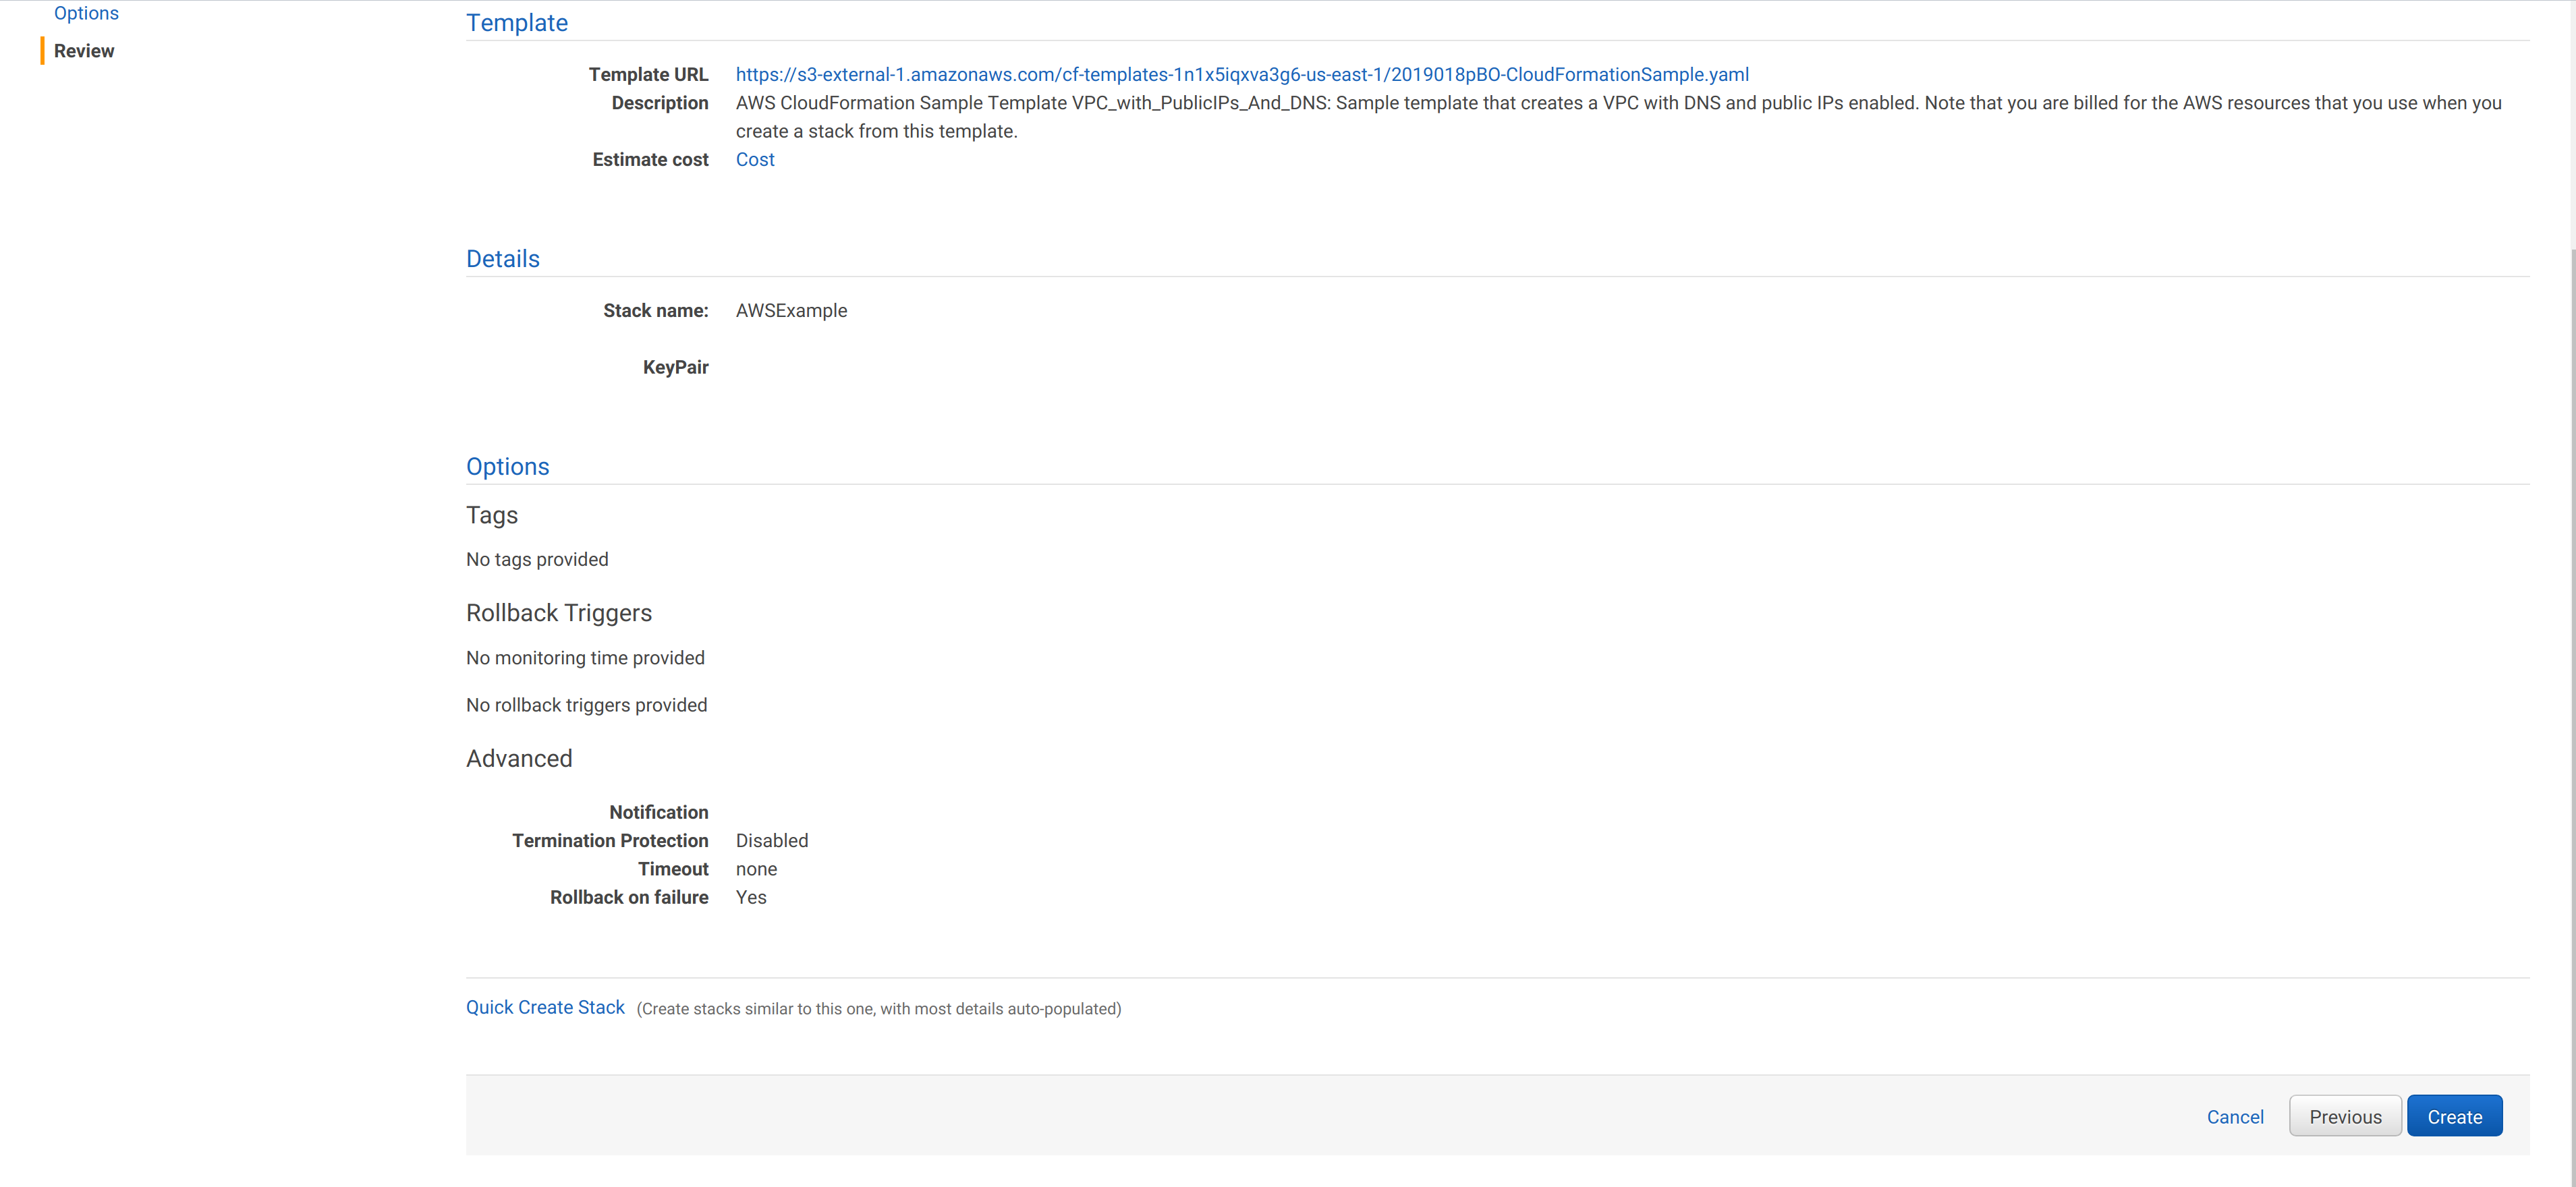 Options
Review
Template
Template URL https://s3-external-1.amazonaws.com/cf-templates-1n1x5iqxva3g6-us-east-1/2019018pBO-CloudFormationSample.yaml
Description AWS CloudFormation Sample Template VPC_with_PublicIPs_And_DNS: Sample template that creates a VPC with DNS and public IPs enabled. Note that you are billed for the AWS resources that you use when you
create a stack from this template.
Estimate cost Cost
Details
Stack name: AWSExample
KeyPair
Options
Tags
No tags provided
Rollback Triggers
No monitoring time provided
No rollback triggers provided
Advanced
Notification
Termination Protection Disabled
Timeout none
Rollback on failure Yes
Quick Create Stack (Create stacks similar to this one, with most details auto-populated)
Cancel Previous Create